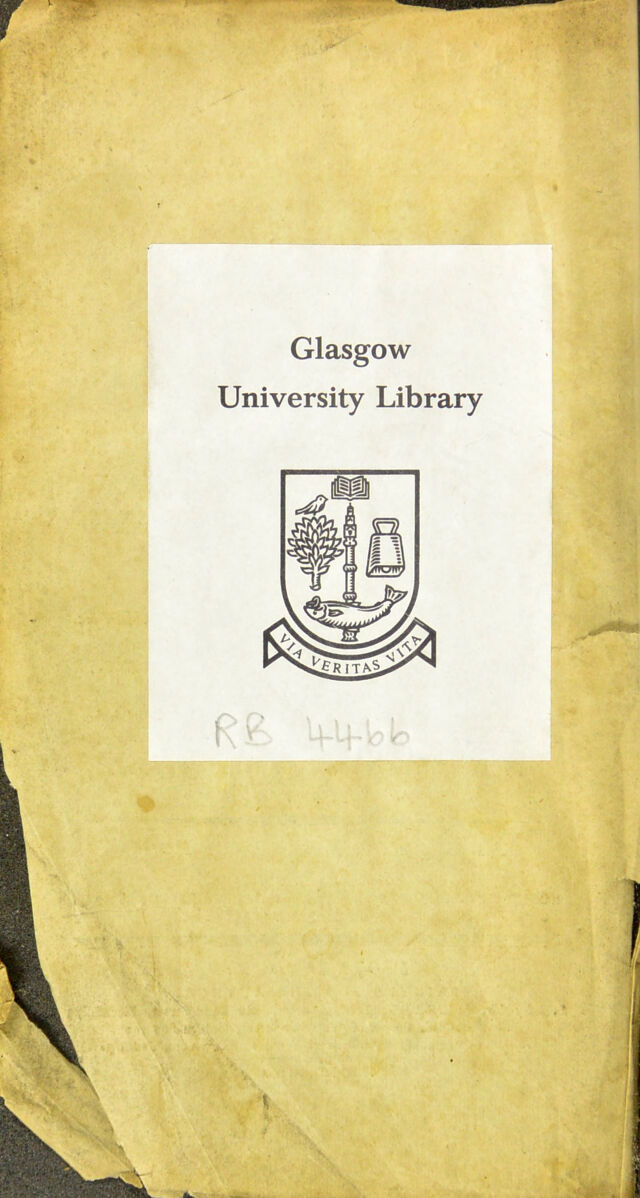 Glasgow
University Library
VIA VERITAS VITA
RB 4466